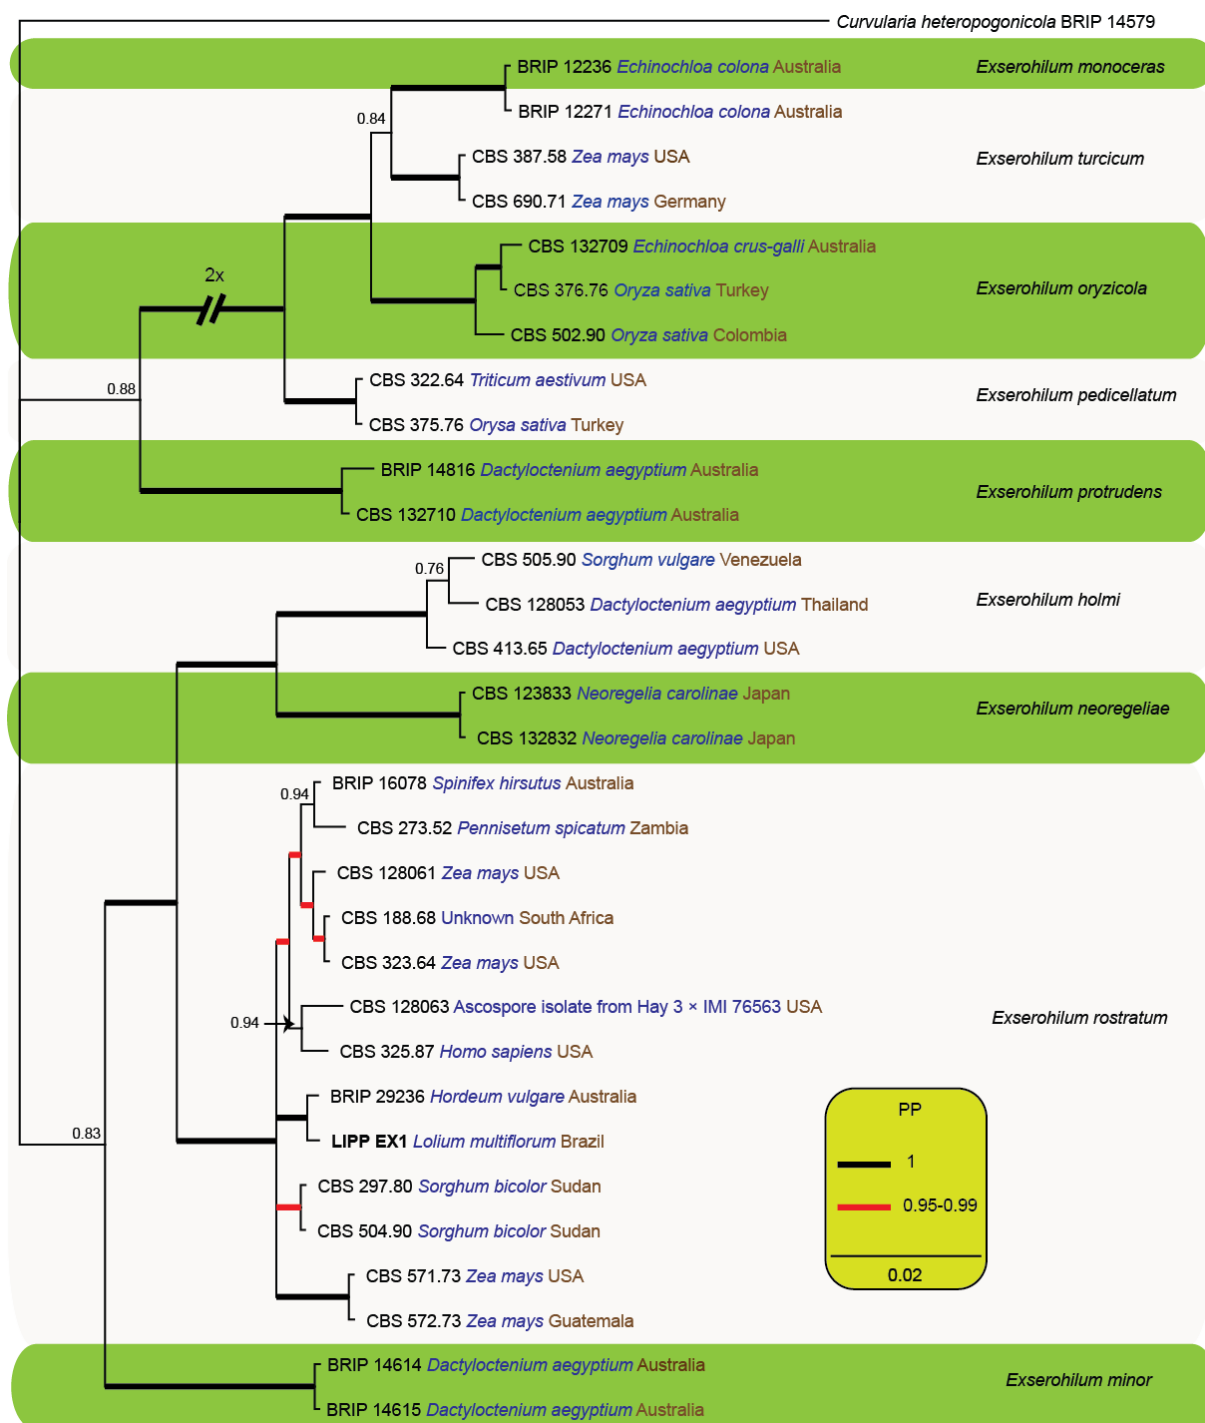 Curvularia heteropogonicola BRIP 14579
BRIP 12236 Echinochloa colona Australia
Exserohilum monoceras
BRIP 12271 Echinochloa colona Australia
0.84
CBS 387.58 Zea mays USA
Exserohilum turcicum
CBS 690.71 Zea mays Germany
CBS 132709 Echinochloa crus-galli Australia
2x
CBS 376.76 Oryza sativa Turkey
Exserohilum oryzicola
CBS 502.90 Oryza sativa Colombia
CBS 322.64 Triticum aestivum USA
0.88
Exserohilum pedicellatum
CBS 375.76 Orysa sativa Turkey
BRIP 14816 Dactyloctenium aegyptium Australia
Exserohilum protrudens
CBS 132710 Dactyloctenium aegyptium Australia
CBS 505.90 Sorghum vulgare Venezuela
0.76
CBS 128053 Dactyloctenium aegyptium Thailand
Exserohilum holmi
CBS 413.65 Dactyloctenium aegyptium USA
CBS 123833 Neoregelia carolinae Japan
Exserohilum neoregeliae
CBS 132832 Neoregelia carolinae Japan
BRIP 16078 Spinifex hirsutus Australia
0.94
CBS 273.52 Pennisetum spicatum Zambia
CBS 128061 Zea mays USA
CBS 188.68 Unknown South Africa
CBS 323.64 Zea mays USA
CBS 128063 Ascospore isolate from Hay 3 × IMI 76563 USA
0.94
Exserohilum rostratum
CBS 325.87 Homo sapiens USA
BRIP 29236 Hordeum vulgare Australia
LIPP EX1 Lolium multiflorum Brazil
0.83
CBS 297.80 Sorghum bicolor Sudan
CBS 504.90 Sorghum bicolor Sudan
CBS 571.73 Zea mays USA
CBS 572.73 Zea mays Guatemala
PP
1
0.95-0.99
0.02
BRIP 14614 Dactyloctenium aegyptium Australia
Exserohilum minor
BRIP 14615 Dactyloctenium aegyptium Australia